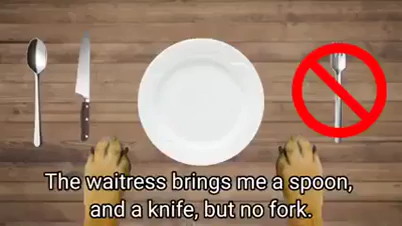 The waitress brings me a spoon,
and a knife, but no fork.